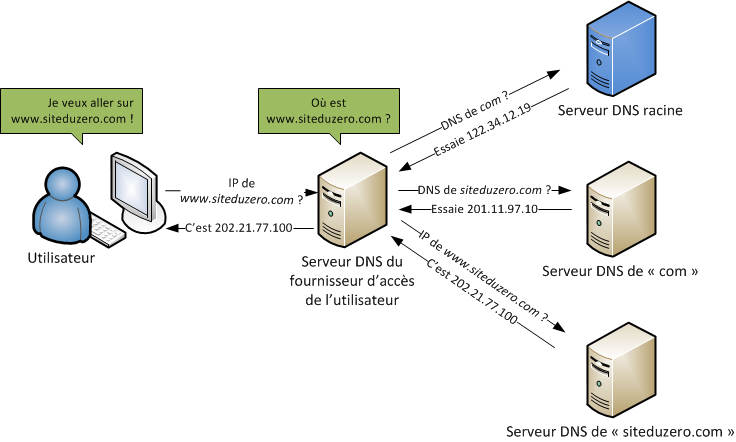 Je veux aller sur
www.siteduzero.com !
Où est
www.siteduzero.com ?
DNS de com ?
Essaie 122.34.12.19
Serveur DNS racine
IP de
www.siteduzero.com ?
C’est 202.21.77.100
DNS de siteduzero.com ?
Essaie 201.11.97.10
Utilisateur
Serveur DNS du
fournisseur d’accès
de l’utilisateur
Serveur DNS de « com »
IP de www.siteduzero.com ?
C’est 202.21.77.100
Serveur DNS de « siteduzero.com »